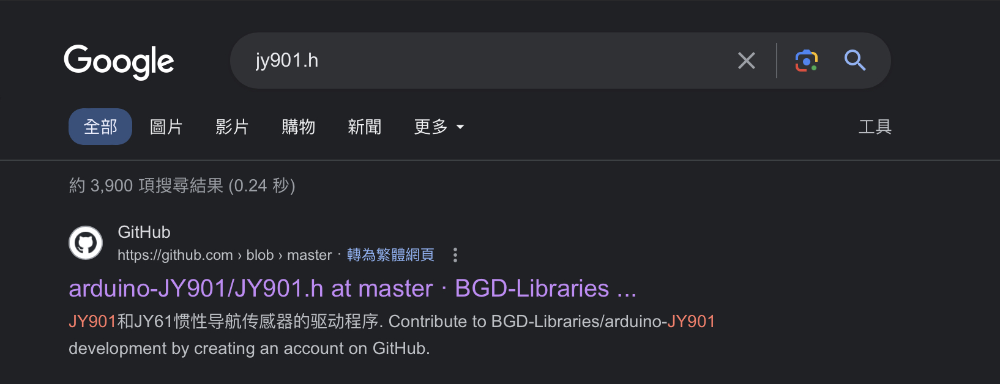 Google
jy901.h
全部 圖片 影片 購物 新聞 更多 工具
約 3,900 項搜尋結果 (0.24 秒)
GitHub
https://github.com › blob › master · 轉為繁體網頁
arduino-JY901/JY901.h at master · BGD-Libraries ...
JY901和JY61惯性导航传感器的驱动程序. Contribute to BGD-Libraries/arduino-JY901
development by creating an account on GitHub.